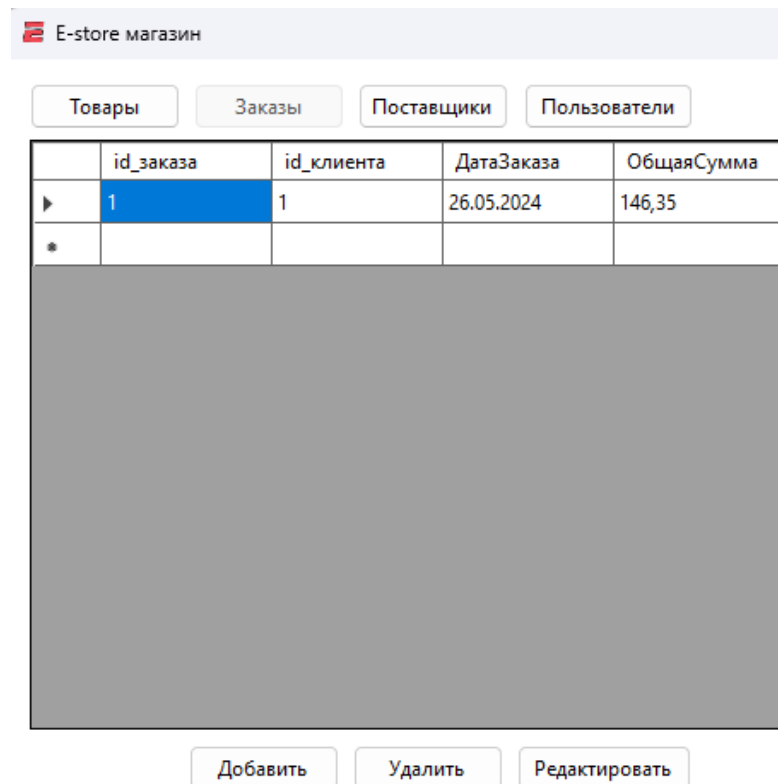 E-store магазин
Товары Заказы Поставщики Пользователи
id_заказа id_клиента ДатаЗаказа ОбщаяСумма
1 1 26.05.2024 146,35
Добавить Удалить Редактировать